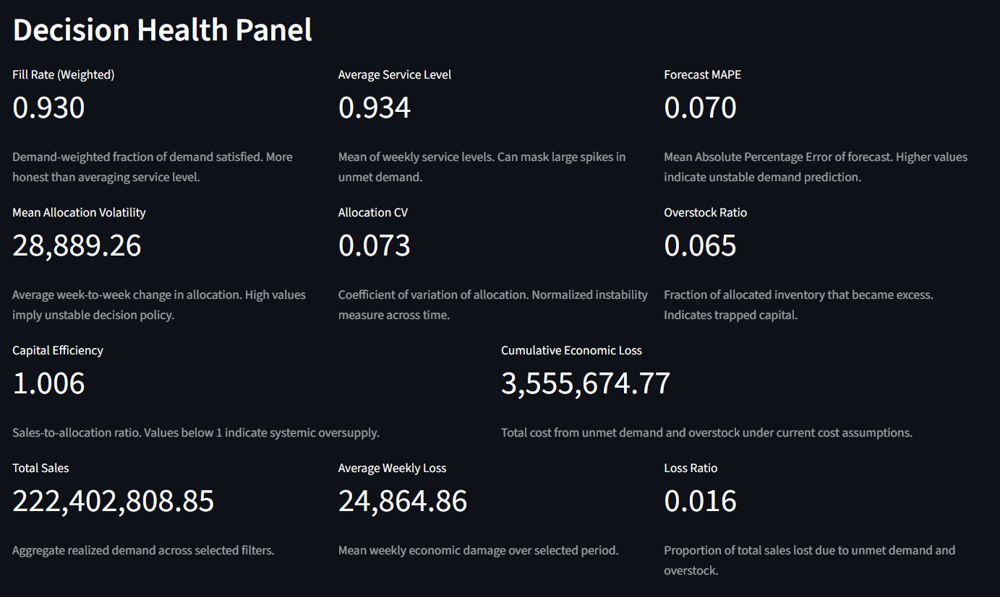 Decision Health Panel
Fill Rate (Weighted)
0.930
Demand-weighted fraction of demand satisfied. More
honest than averaging service level.
Average Service Level
0.934
Mean of weekly service levels. Can mask large spikes in
unmet demand.
Forecast MAPE
0.070
Mean Absolute Percentage Error of forecast. Higher values
indicate unstable demand prediction.
Mean Allocation Volatility
28,889.26
Average week-to-week change in allocation. High values
imply unstable decision policy.
Allocation CV
0.073
Coefficient of variation of allocation. Normalized instability
measure across time.
Overstock Ratio
0.065
Fraction of allocated inventory that became excess.
Indicates trapped capital.
Capital Efficiency
1.006
Sales-to-allocation ratio. Values below 1 indicate systemic oversupply.
Cumulative Economic Loss
3,555,674.77
Total cost from unmet demand and overstock under current cost assumptions.
Total Sales
222,402,808.85
Aggregate realized demand across selected filters.
Average Weekly Loss
24,864.86
Mean weekly economic damage over selected period.
Loss Ratio
0.016
Proportion of total sales lost due to unmet demand and
overstock.